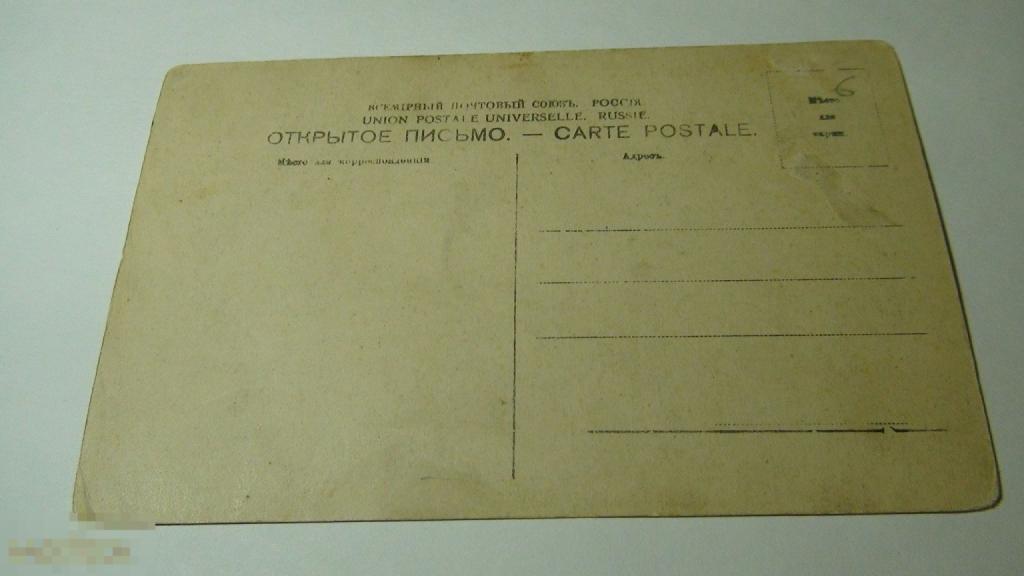 ВСЕМІРНЫЙ ПОЧТОВЫЙ СОЮЗЪ. РОССІЯ.
UNION POSTALE UNIVERSELLE. RUSSIE.
ОТКРЫТОЕ ПИСЬМО. — CARTE POSTALE.
Мѣсто для корреспонденціи
Адресъ.
6
Мѣсто
для
марки